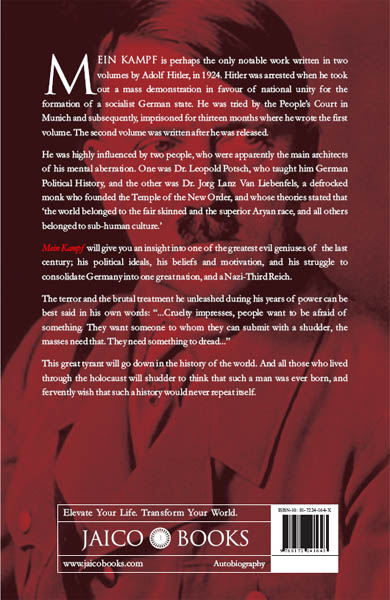 MEIN KAMPF is perhaps the only notable work written in two
volumes by Adolf Hitler, in 1924. Hitler was arrested when he took
out a mass demonstration in favour of national unity for the
formation of a socialist German state. He was tried by the People's Court in
Munich and subsequently, imprisoned for thirteen months where he wrote the first
volume. The second volume was written after he was released.
He was highly influenced by two people, who were apparently the main architects
of his mental aberration. One was Dr. Leopold Potsch, who taught him German
Political History, and the other was Dr. Jorg Lanz Van Liebenfels, a defrocked
monk who founded the Temple of the New Order, and whose theories stated that
'the world belonged to the fair skinned and the superior Aryan race, and all others
belonged to sub-human culture.'
Mein Kampf will give you an insight into one of the greatest evil geniuses of the last
century; his political ideals, his beliefs and motivation, and his struggle to
consolidate Germany into one great nation, and a Nazi-Third Reich.
The terror and the brutal treatment he unleashed during his years of power can be
best said in his own words: "...Cruelty impresses, people want to be afraid of
something. They want someone to whom they can submit with a shudder, the
masses need that. They need something to dread..."
This great tyrant will go down in the history of the world. And all those who lived
through the holocaust will shudder to think that such a man was ever born, and
fervently wish that such a history would never repeat itself.
Elevate Your Life. Transform Your World.
JAICO BOOKS
www.jaicobooks.com Autobiography
ISBN-10: 81-7224-164-X
9788172241645